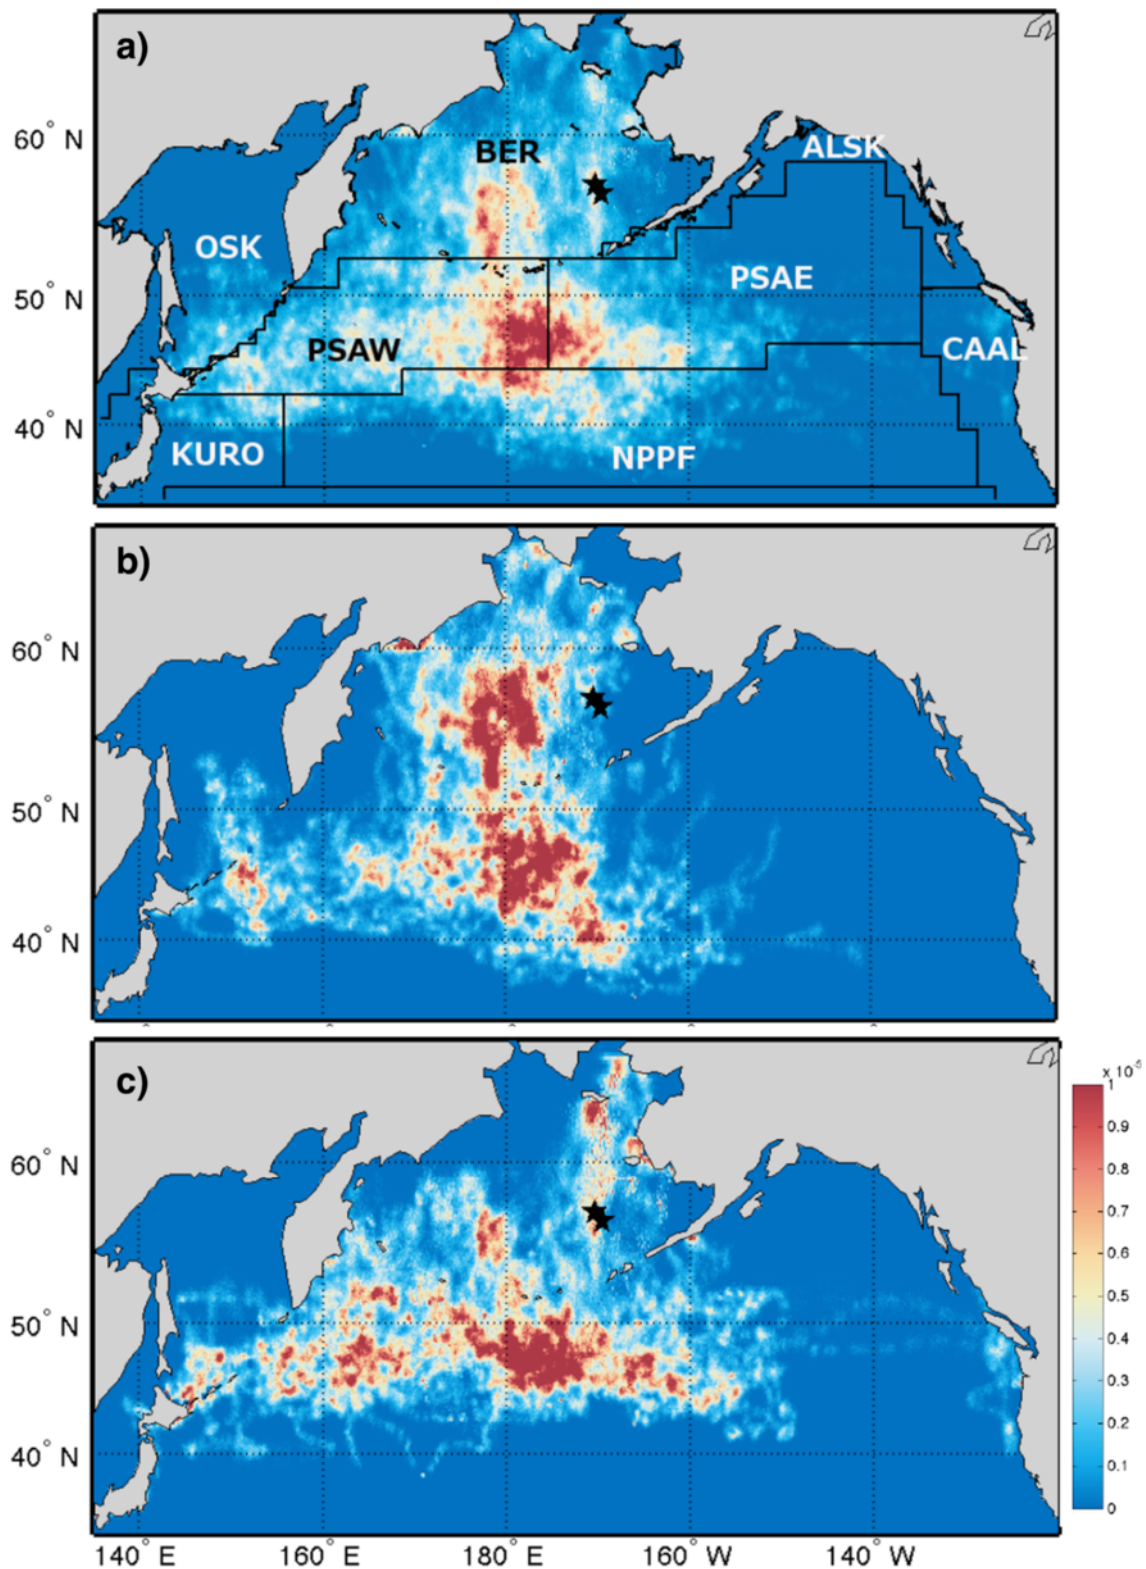 a)
60° N
BER
ALSK
OSK
PSAE
50° N
PSAW
CAAL
40° N
KURO
NPPF
b)
60° N
50° N
40° N
c)
x 10⁻⁵
1
0.9
60° N
0.8
0.7
0.6
50° N
0.5
0.4
0.3
0.2
40° N
0.1
0
140° E 160° E 180° E 160° W 140° W